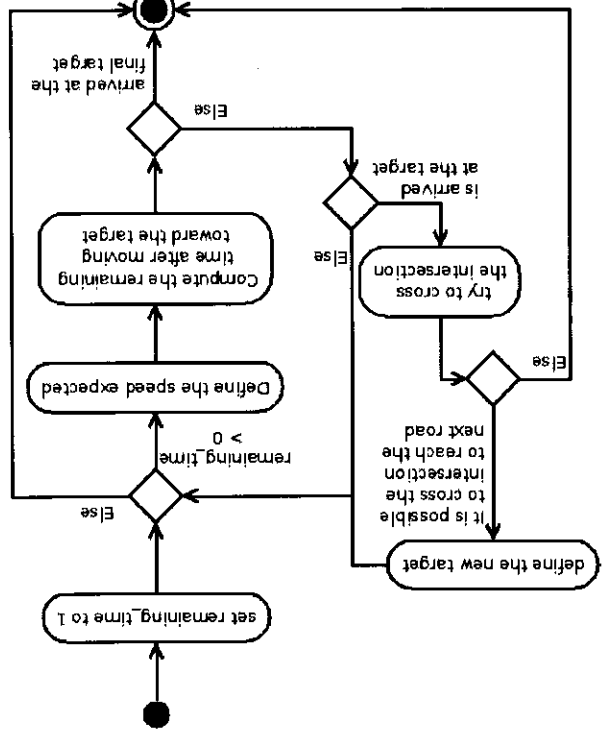 set remaining_time to 1
Else
remaining_time
> 0
Define the speed expected
Compute the remaining
time after moving
toward the target
Else
arrived at the
final target
is arrived
at the target
Else
try to cross
the intersection
Else
It is possible
to cross the
intersection
to reach the
next road
define the new target